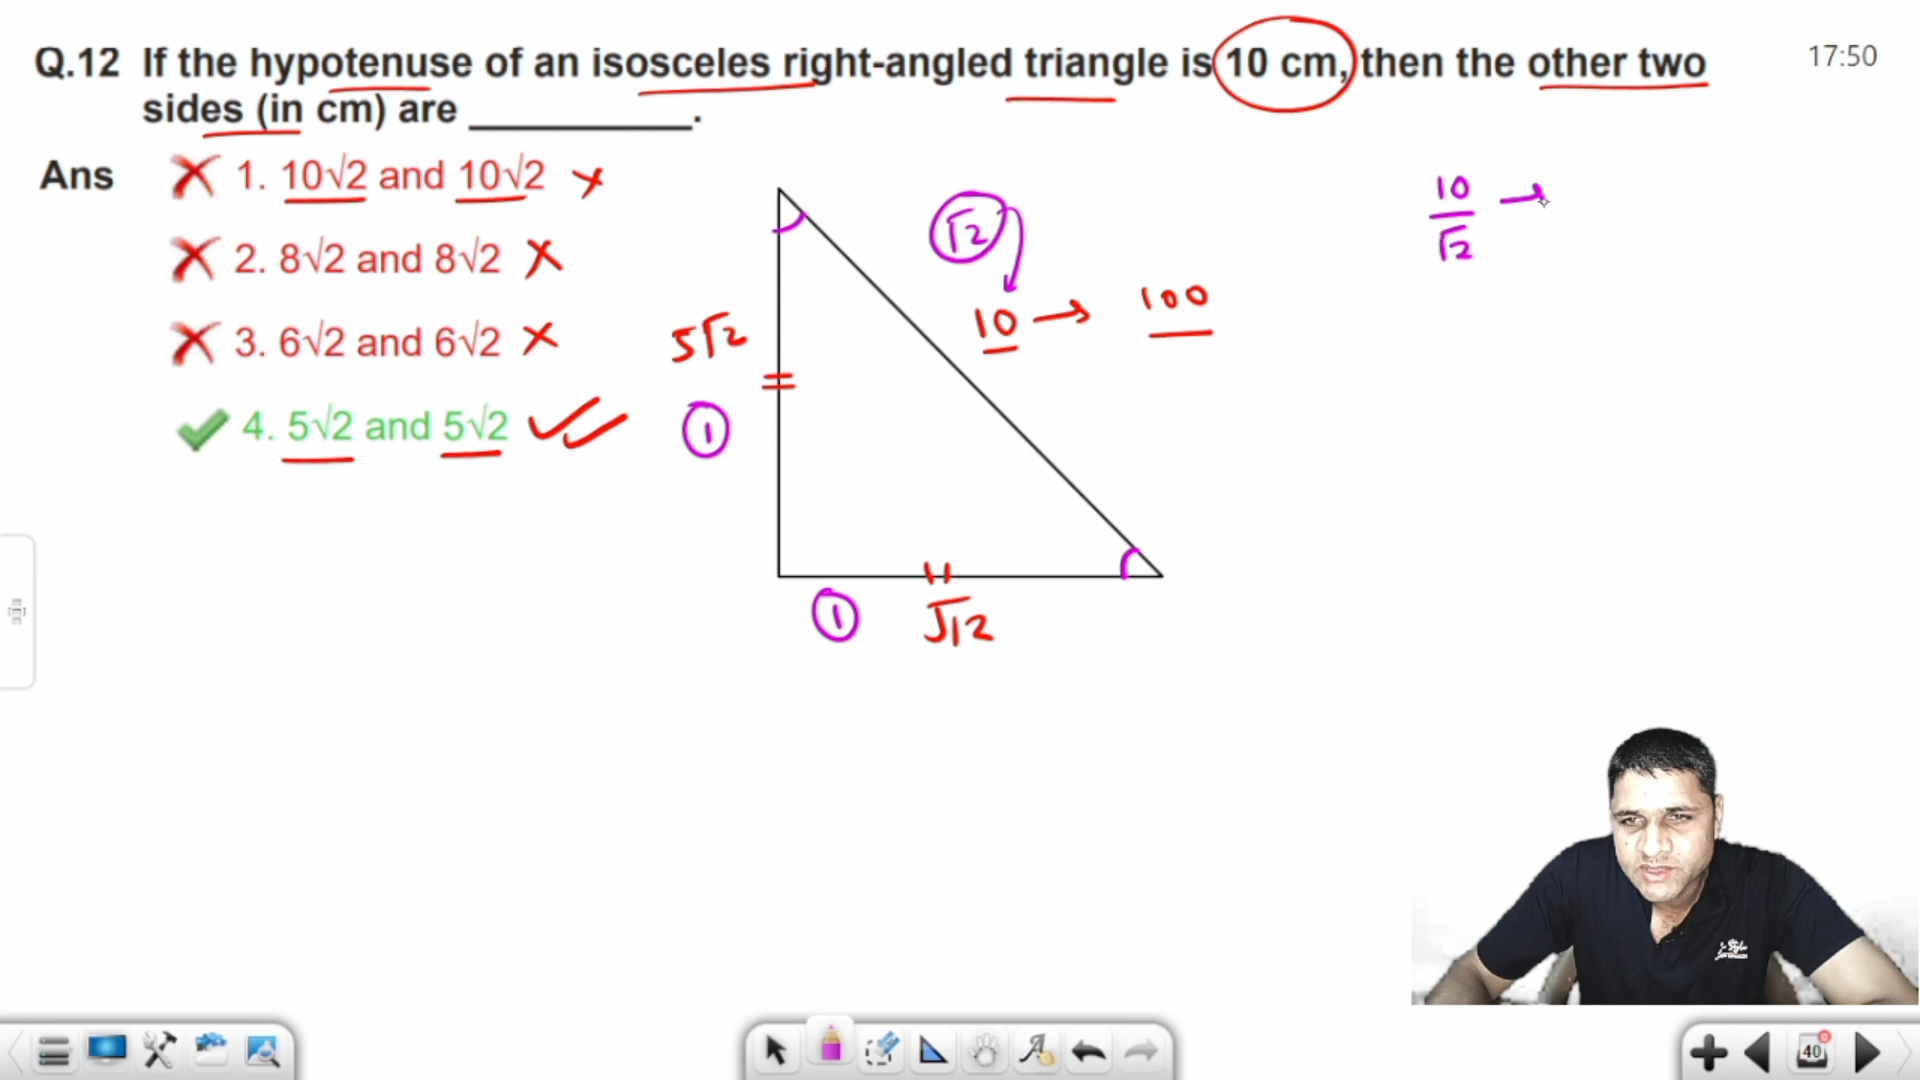 Q.12 If the hypotenuse of an isosceles right-angled triangle is 10 cm, then the other two
17:50
sides (in cm) are ___________.
Ans
1. 10√2 and 10√2
2. 8√2 and 8√2
3. 6√2 and 6√2
4. 5√2 and 5√2
√2
10 → 100
5√2
1
1
√12
10
√2
→
40
0